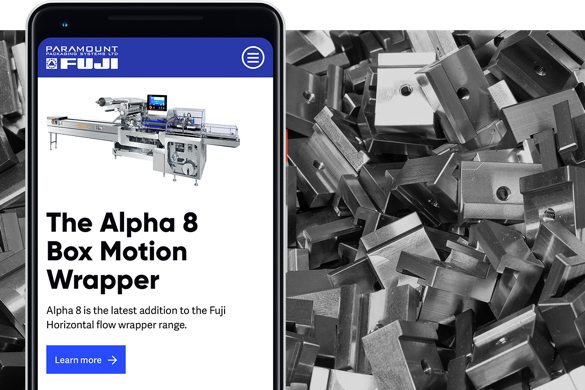 PARAMOUNT
PACKAGING SYSTEMS LTD
FUJI
The Alpha 8
Box Motion
Wrapper
Alpha 8 is the latest addition to the Fuji
Horizontal flow wrapper range.
Learn more